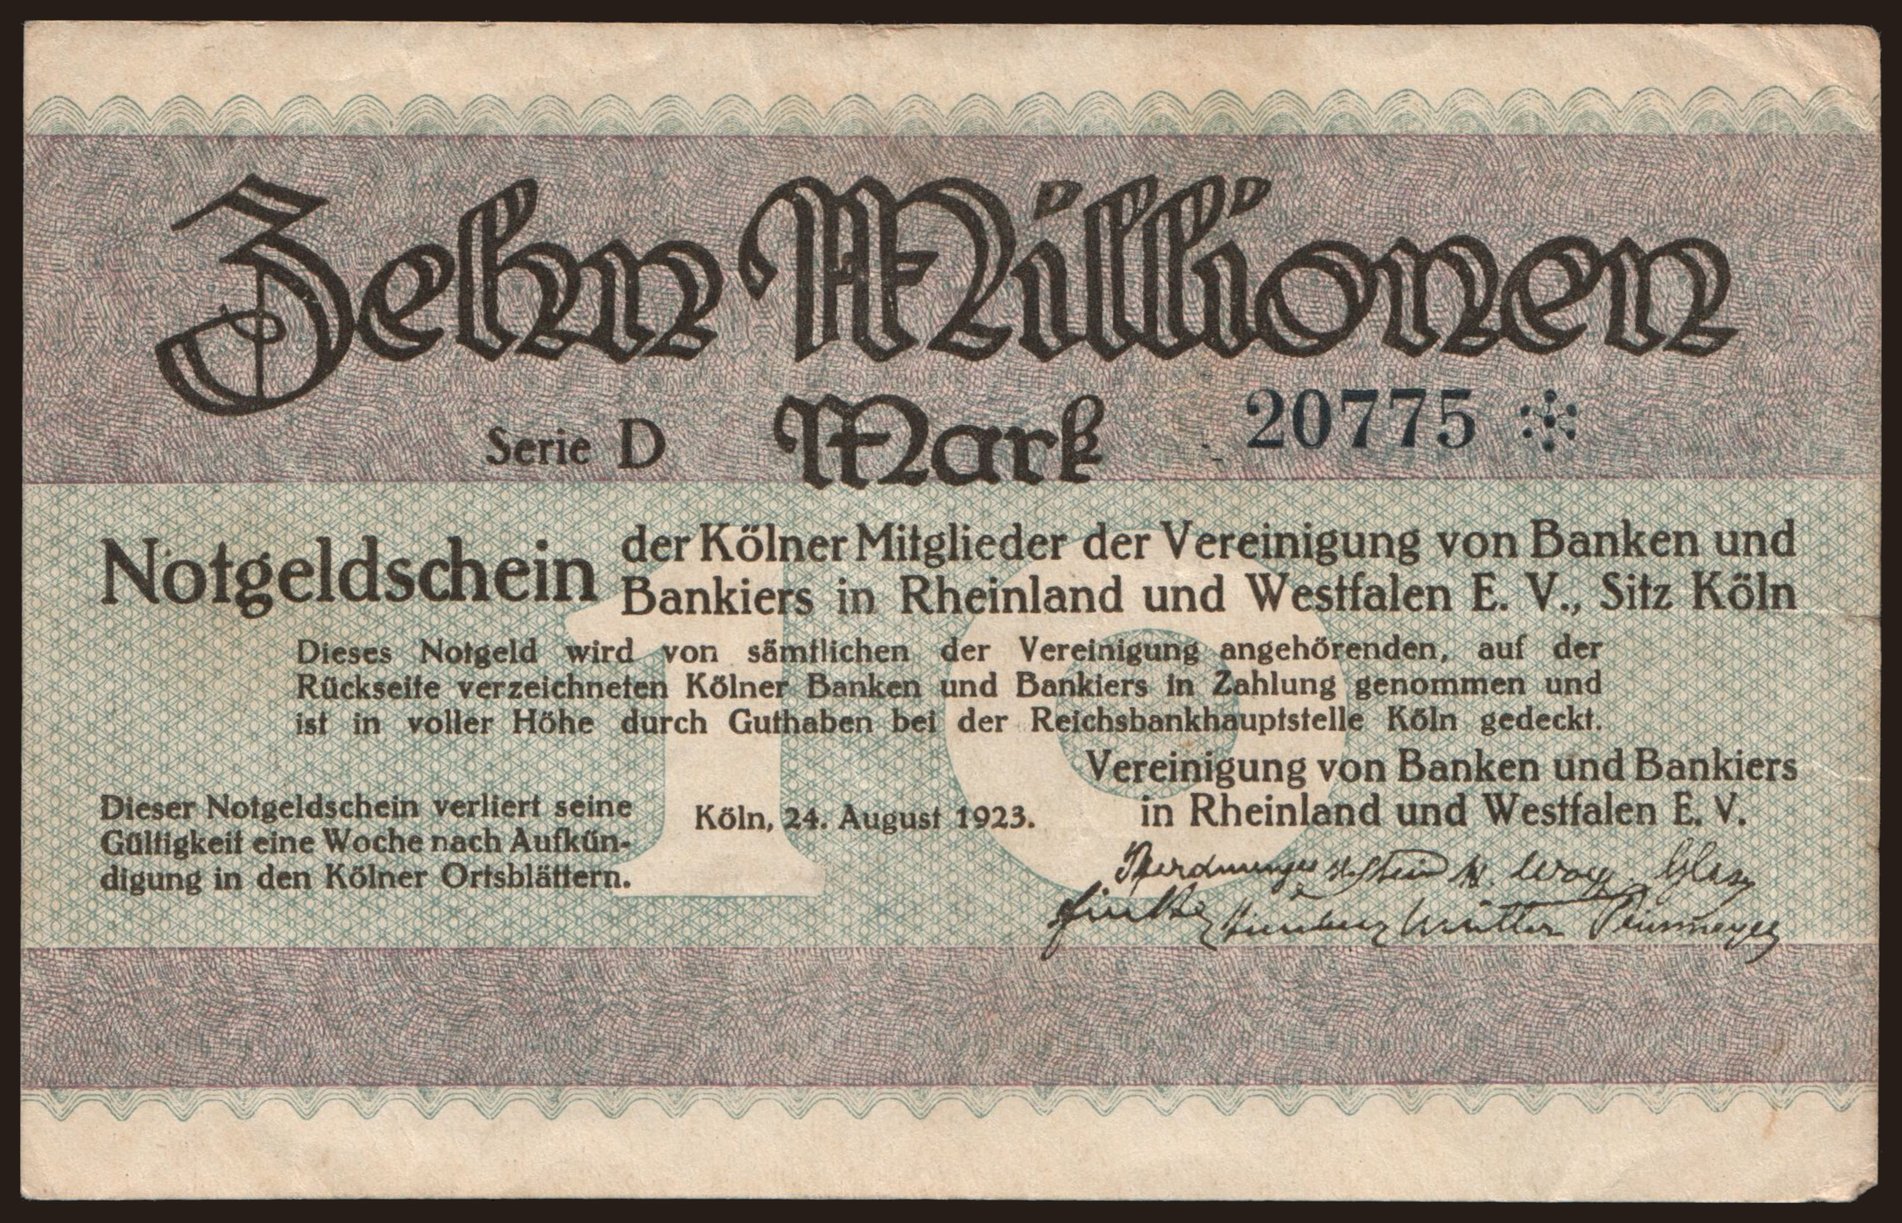 Zehn Millionen
Serie D Mark 20775
Notgeldschein der Kölner Mitglieder der Vereinigung von Banken und
Bankiers in Rheinland und Westfalen E. V., Sitz Köln
10
Dieses Notgeld wird von sämtlichen der Vereinigung angehörenden, auf der
Rückseite verzeichneten Kölner Banken und Bankiers in Zahlung genommen und
ist in voller Höhe durch Guthaben bei der Reichsbankhauptstelle Köln gedeckt.
Dieser Notgeldschein verliert seine
Gültigkeit eine Woche nach Aufkün-
digung in den Kölner Ortsblättern.
Köln, 24. August 1923.
Vereinigung von Banken und Bankiers
in Rheinland und Westfalen E. V.